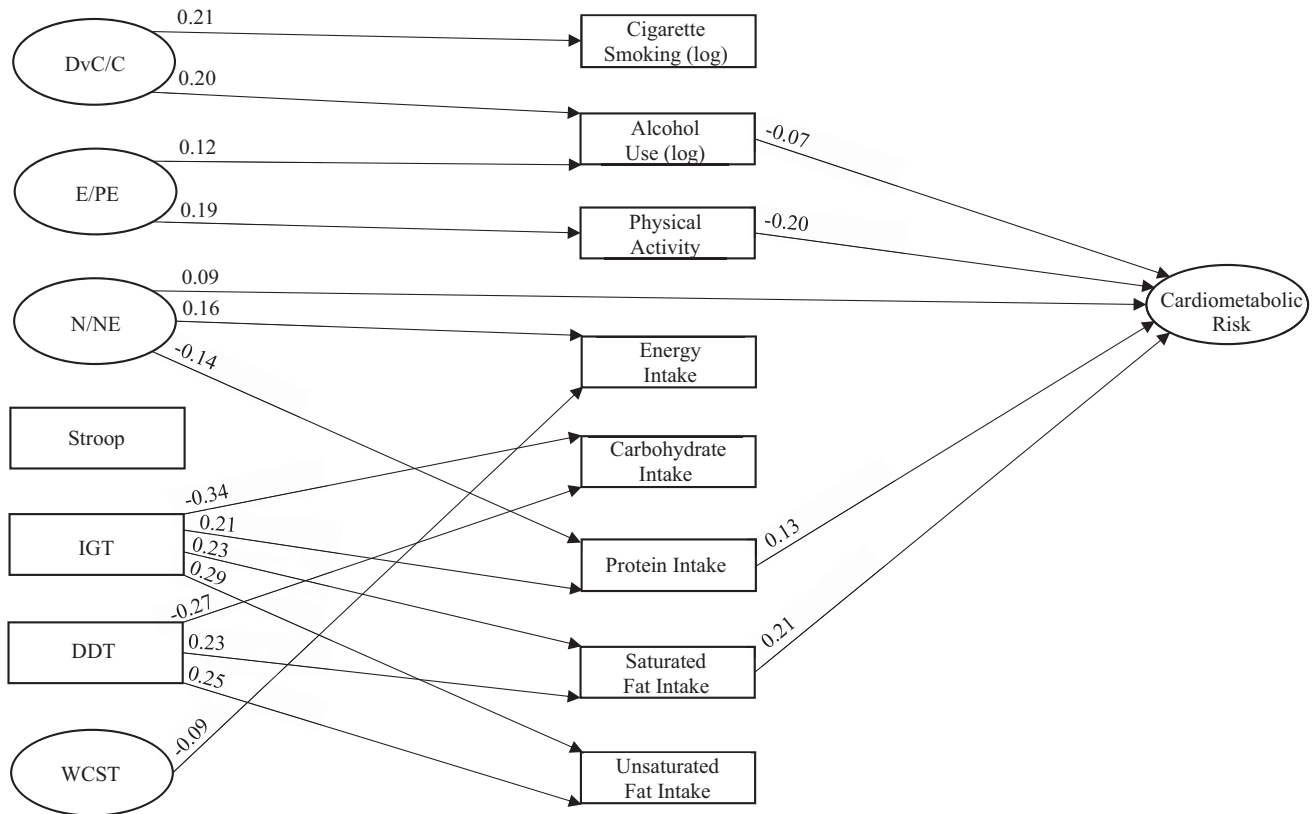 0.21
Cigarette
Smoking (log)
DvC/C
0.20
Alcohol
Use (log)
-0.07
0.12
E/PE
0.19
Physical
Activity
-0.20
0.09
Cardiometabolic
Risk
N/NE
0.16
-0.14
Energy
Intake
Stroop
Carbohydrate
Intake
-0.34
0.21
0.23
0.29
IGT
Protein Intake
0.13
-0.27
DDT
0.23
0.25
Saturated
Fat Intake
0.21
-0.09
WCST
Unsaturated
Fat Intake